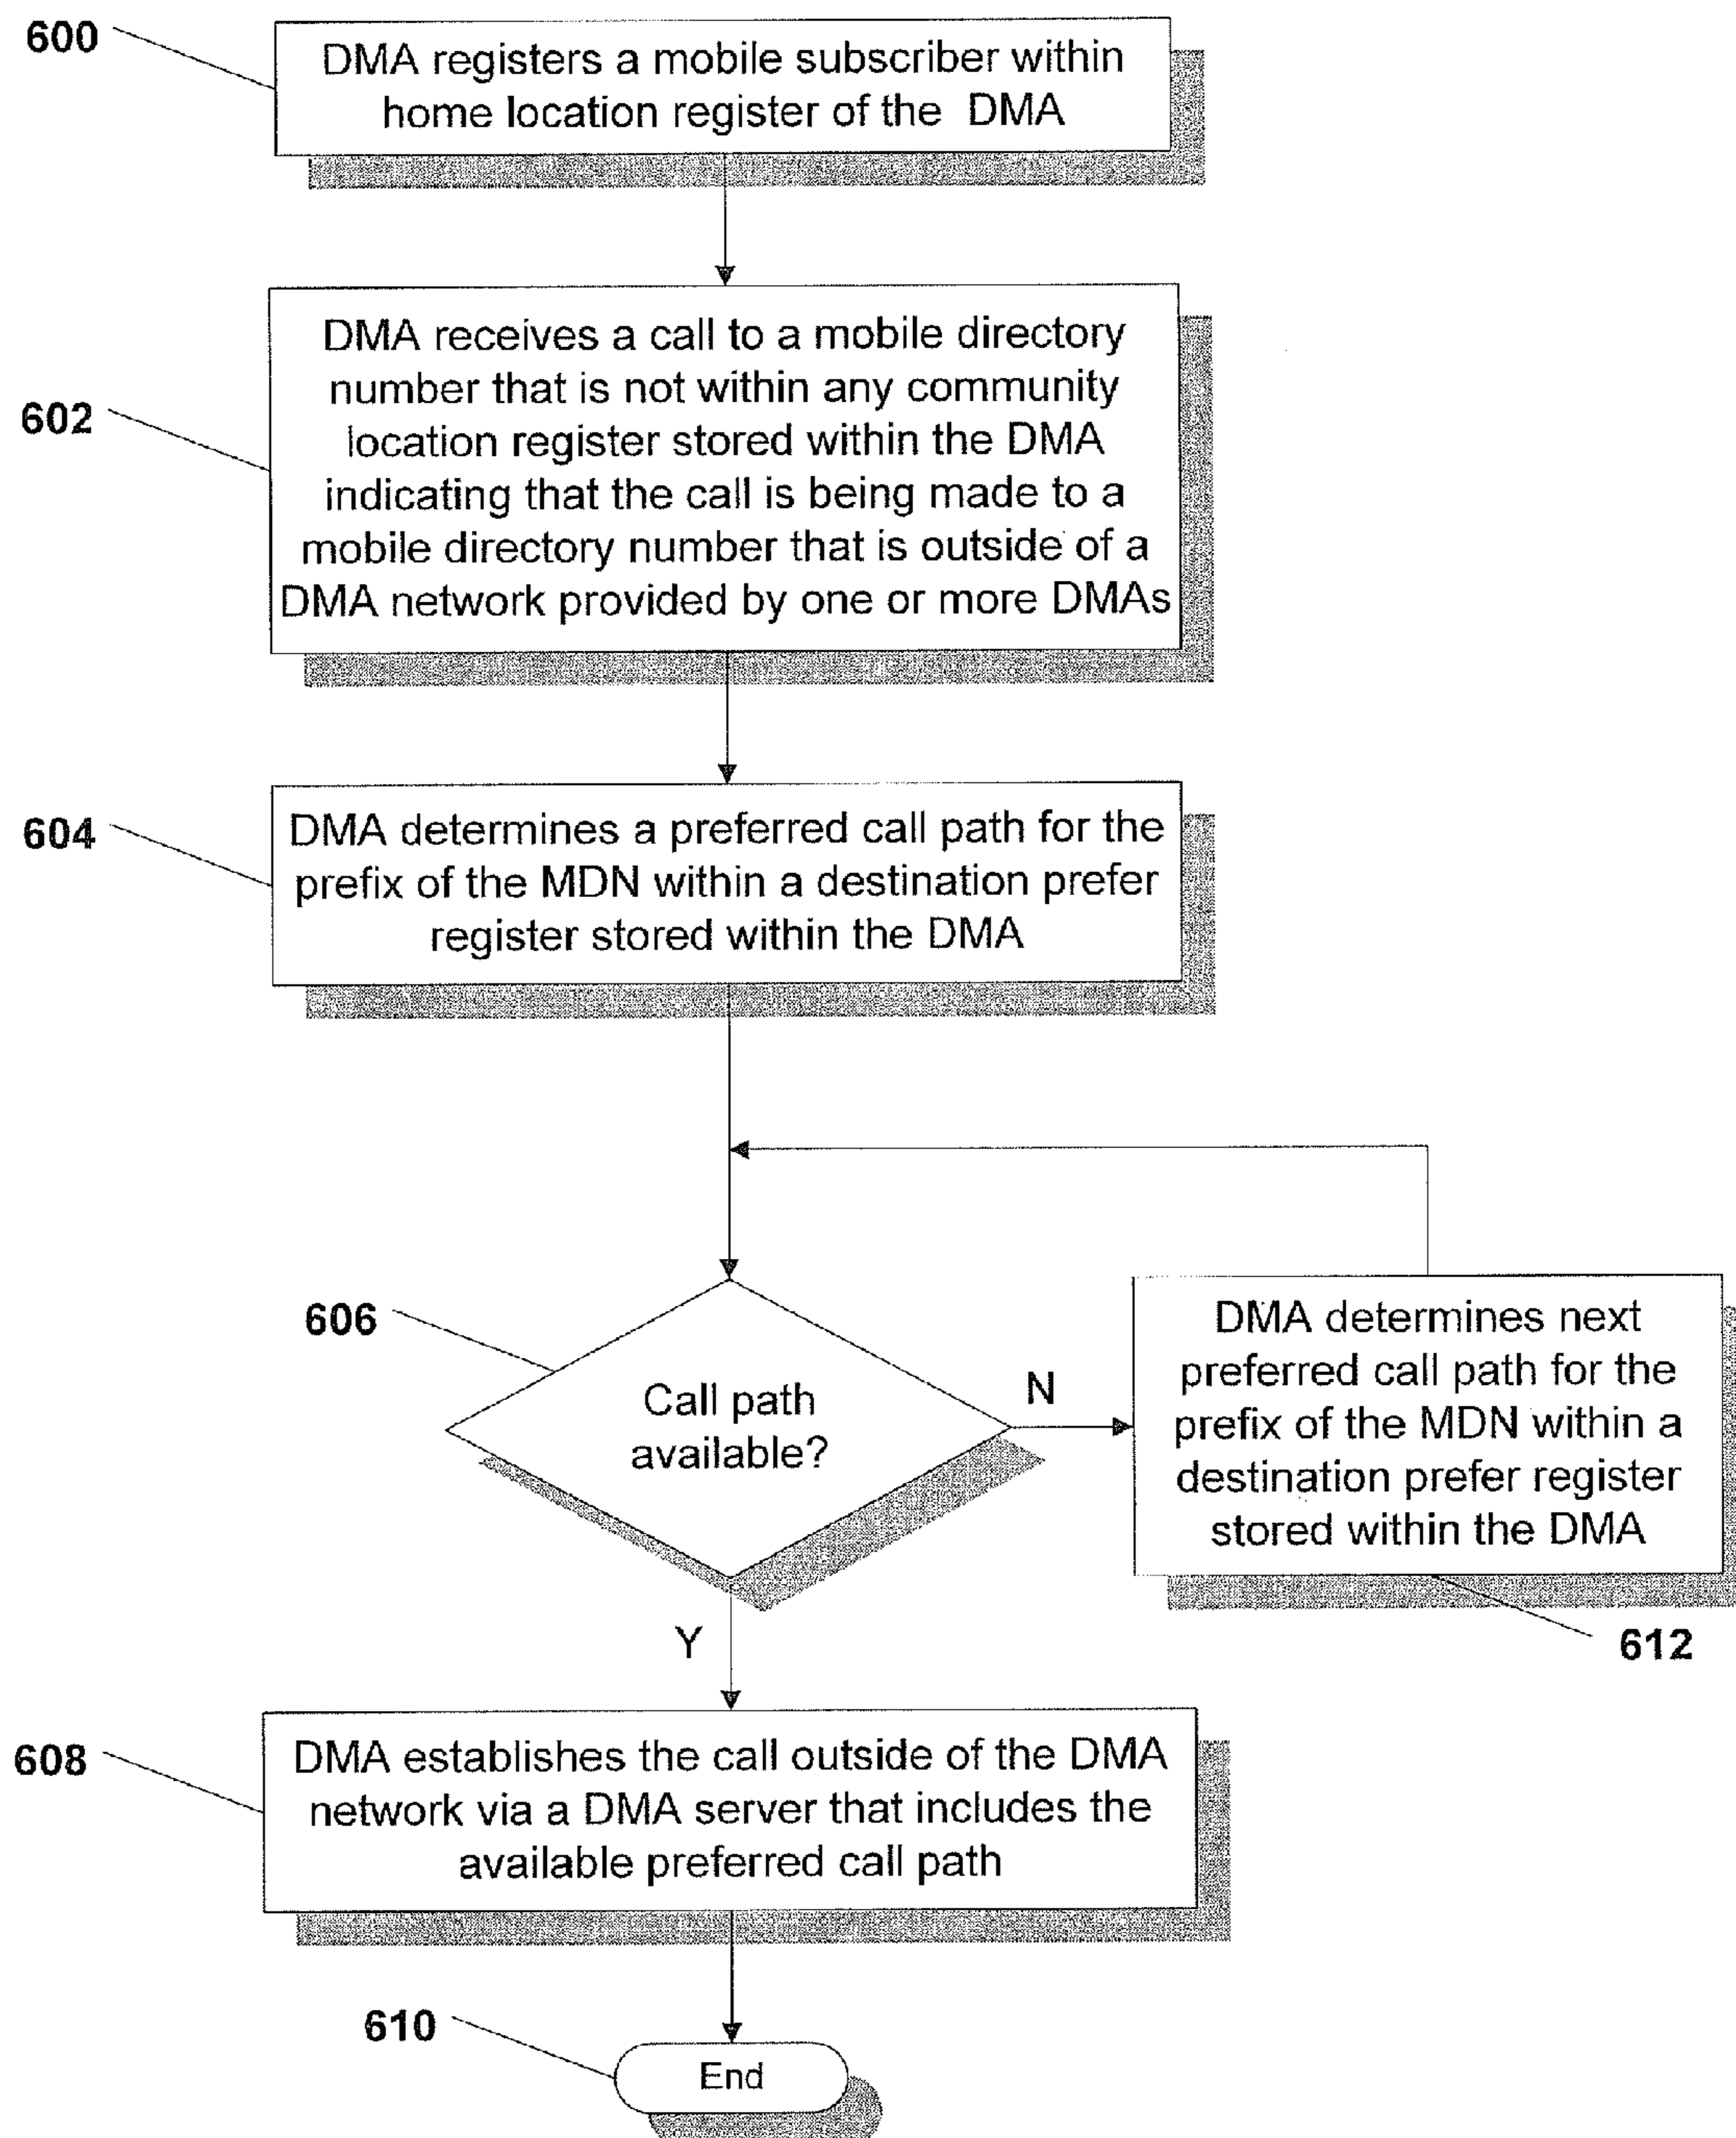 600
DMA registers a mobile subscriber within
home location register of the DMA
602
DMA receives a call to a mobile directory
number that is not within any community
location register stored within the DMA
indicating that the call is being made to a
mobile directory number that is outside of a
DMA network provided by one or more DMAs
604
DMA determines a preferred call path for the
prefix of the MDN within a destination prefer
register stored within the DMA
606
Call path
available?
N
DMA determines next
preferred call path for the
prefix of the MDN within a
destination prefer register
stored within the DMA
612
Y
608
DMA establishes the call outside of the DMA
network via a DMA server that includes the
available preferred call path
610
End